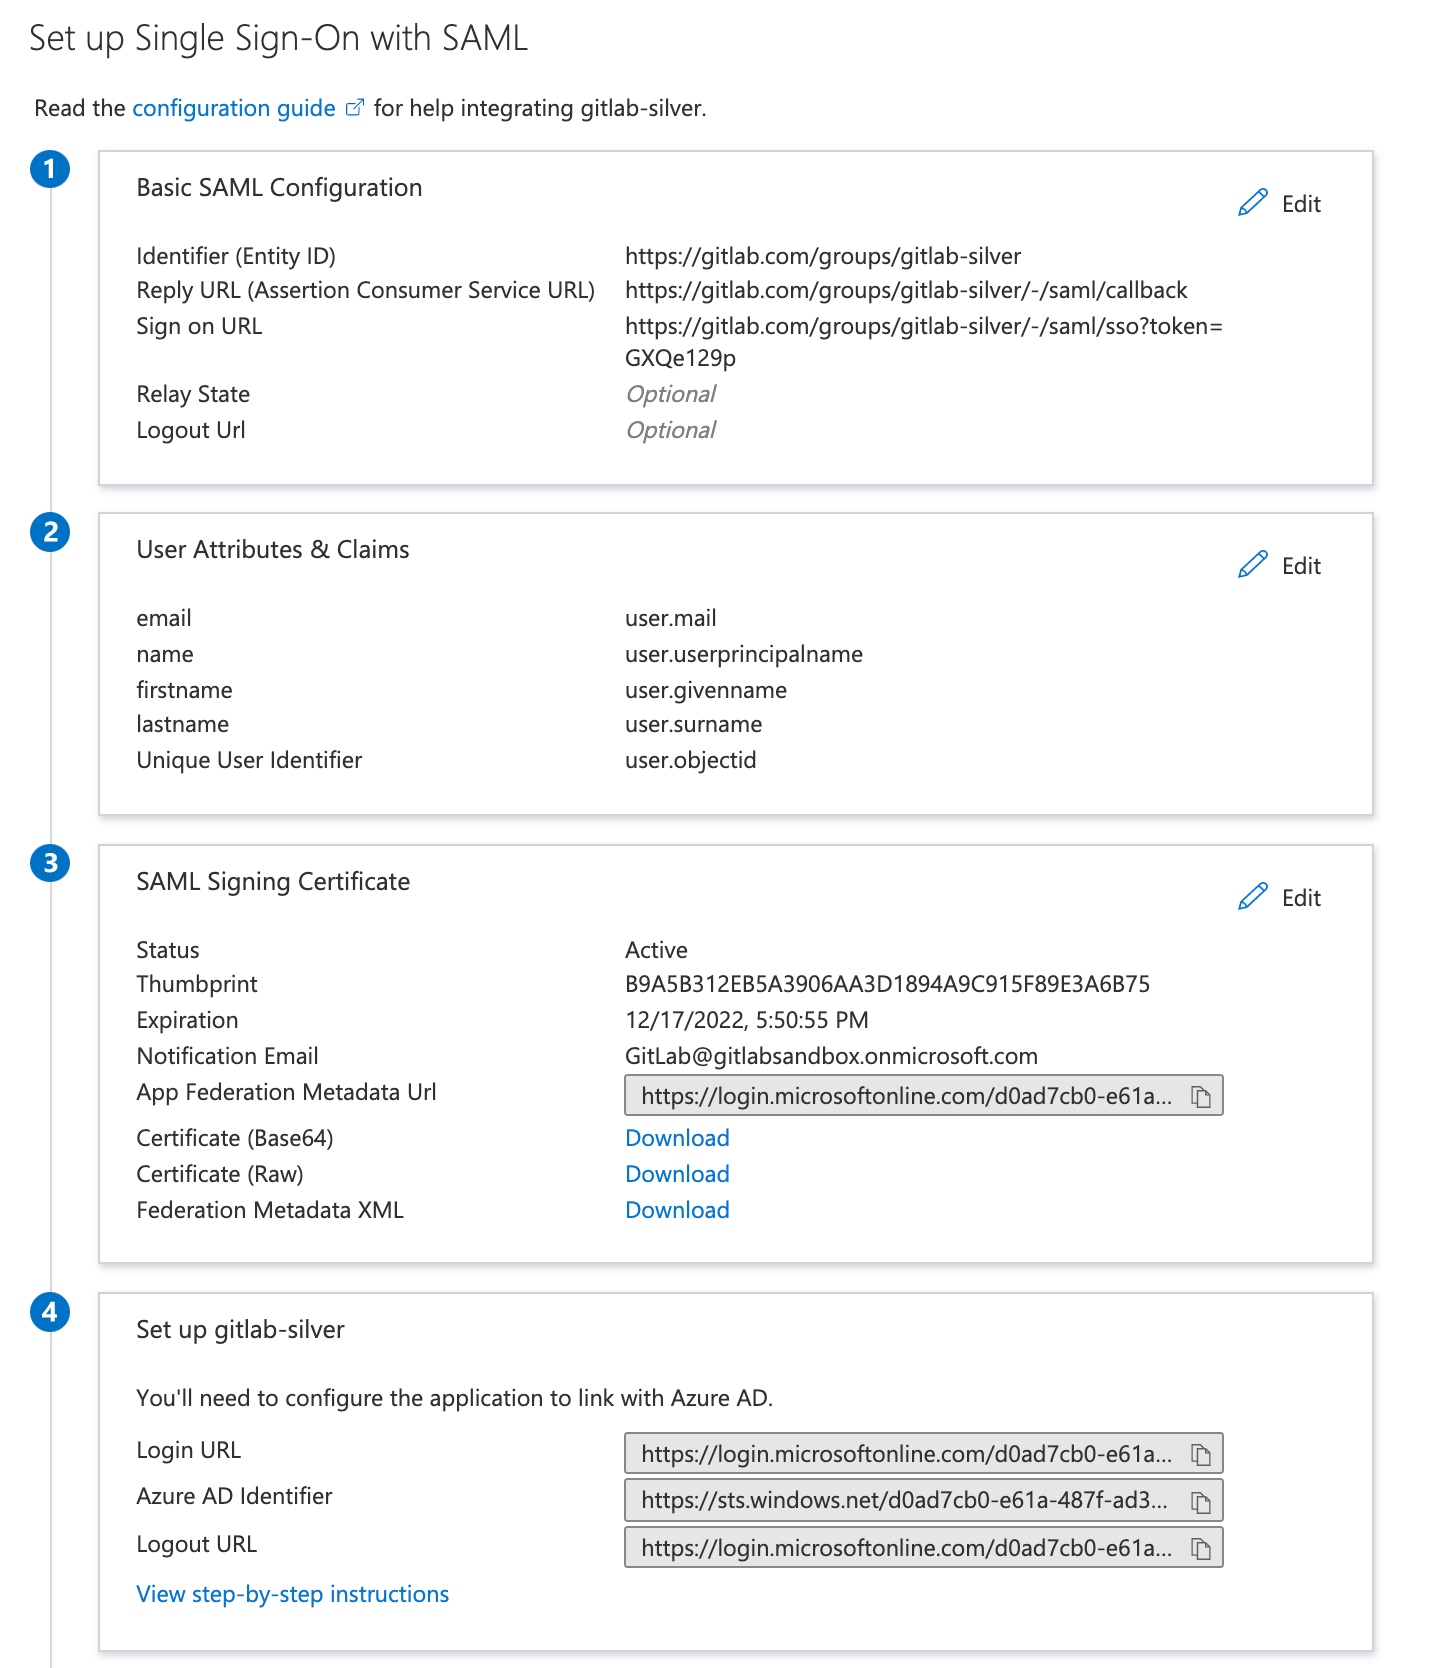 Set up Single Sign-On with SAML
Read the configuration guide for help integrating gitlab-silver.
1
Basic SAML Configuration
Edit
Identifier (Entity ID) https://gitlab.com/groups/gitlab-silver
Reply URL (Assertion Consumer Service URL) https://gitlab.com/groups/gitlab-silver/-/saml/callback
Sign on URL https://gitlab.com/groups/gitlab-silver/-/saml/sso?token=
GXQe129p
Relay State Optional
Logout Url Optional
2
User Attributes & Claims
Edit
email user.mail
name user.userprincipalname
firstname user.givenname
lastname user.surname
Unique User Identifier user.objectid
3
SAML Signing Certificate
Edit
Status Active
Thumbprint B9A5B312EB5A3906AA3D1894A9C915F89E3A6B75
Expiration 12/17/2022, 5:50:55 PM
Notification Email GitLab@gitlabsandbox.onmicrosoft.com
App Federation Metadata Url https://login.microsoftonline.com/d0ad7cb0-e61a...
Certificate (Base64) Download
Certificate (Raw) Download
Federation Metadata XML Download
4
Set up gitlab-silver
You'll need to configure the application to link with Azure AD.
Login URL https://login.microsoftonline.com/d0ad7cb0-e61a...
Azure AD Identifier https://sts.windows.net/d0ad7cb0-e61a-487f-ad3...
Logout URL https://login.microsoftonline.com/d0ad7cb0-e61a...
View step-by-step instructions